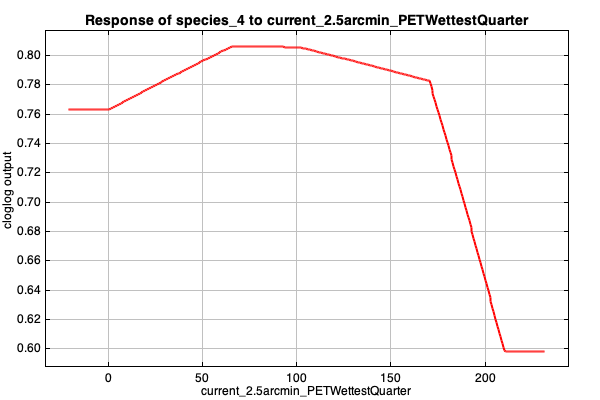 Response of species_4 to current_2.5arcmin_PETWettestQuarter
cloglog output
0.80
0.78
0.76
0.74
0.72
0.70
0.68
0.66
0.64
0.62
0.60
0 50 100 150 200
current_2.5arcmin_PETWettestQuarter